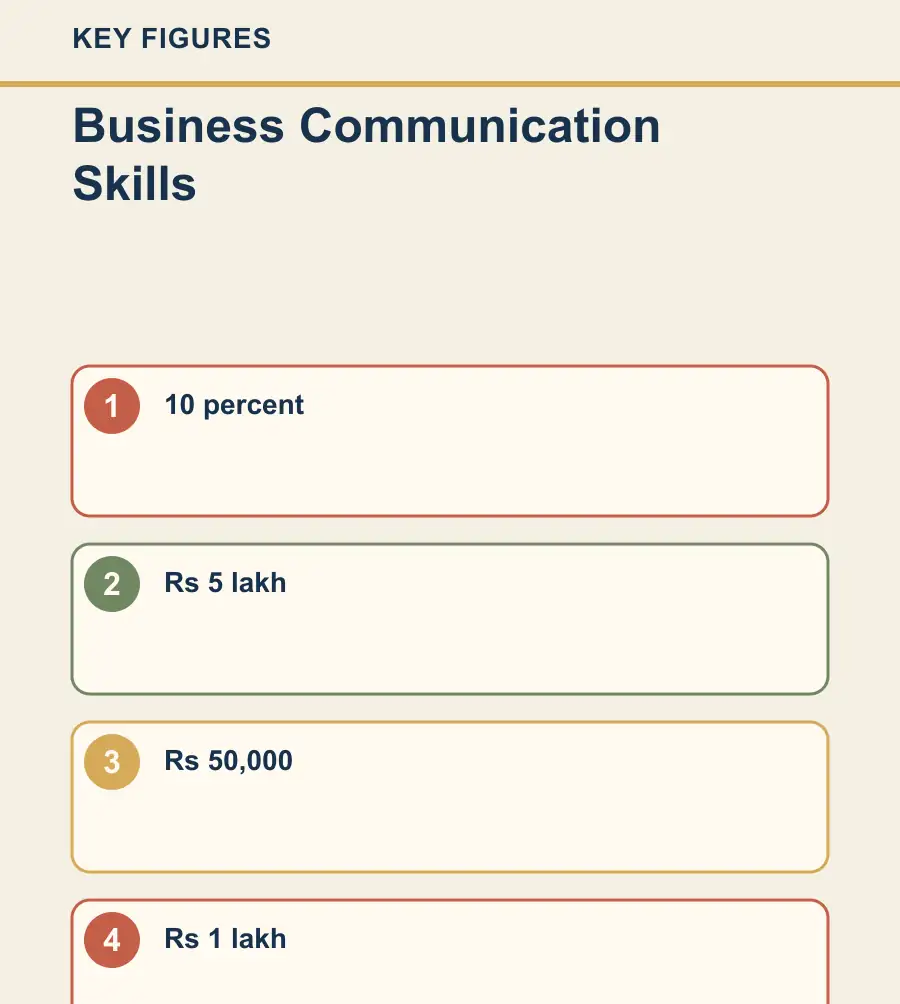 KEY FIGURES
Business Communication
Skills
1 10 percent
2 Rs 5 lakh
3 Rs 50,000
4 Rs 1 lakh